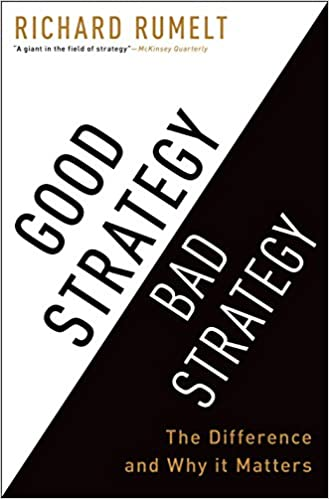 RICHARD RUMELT
"A giant in the field of strategy"—McKinsey Quarterly
GOOD
STRATEGY
BAD
STRATEGY
The Difference
and Why it Matters